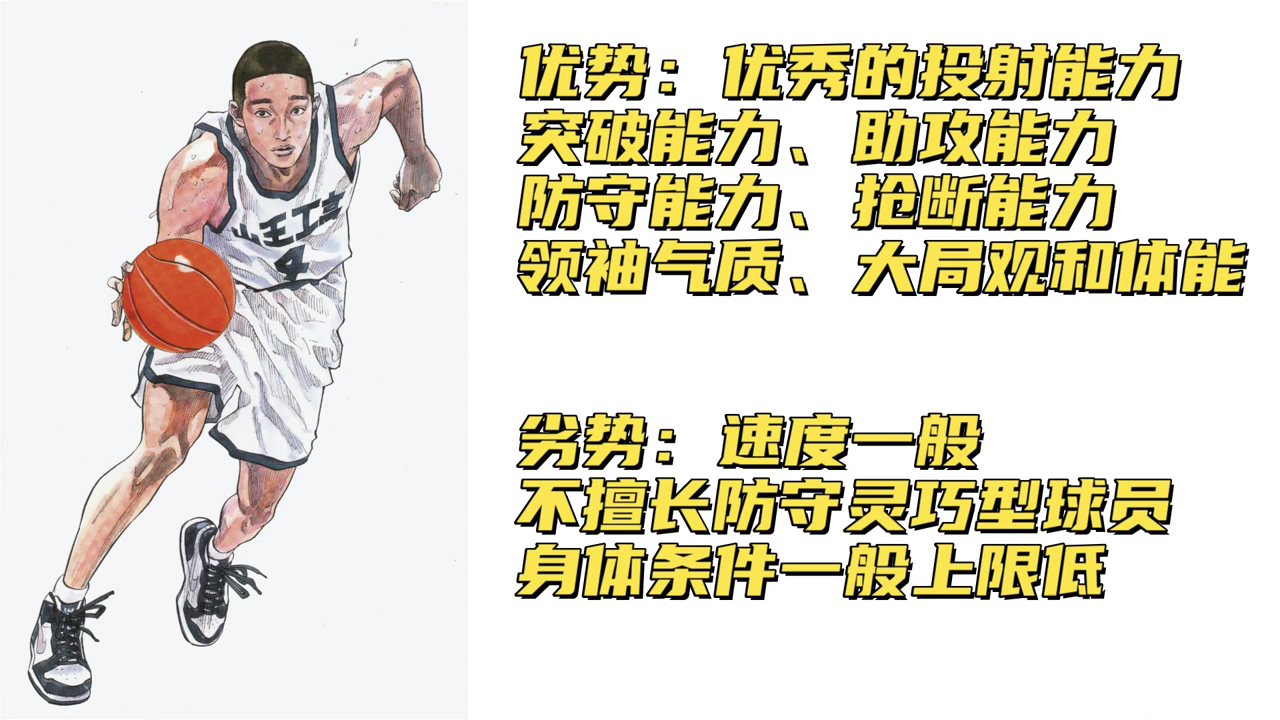 山王工高
4
优势：优秀的投射能力
突破能力、助攻能力
防守能力、抢断能力
领袖气质、大局观和体能
劣势：速度一般
不擅长防守灵巧型球员
身体条件一般上限低